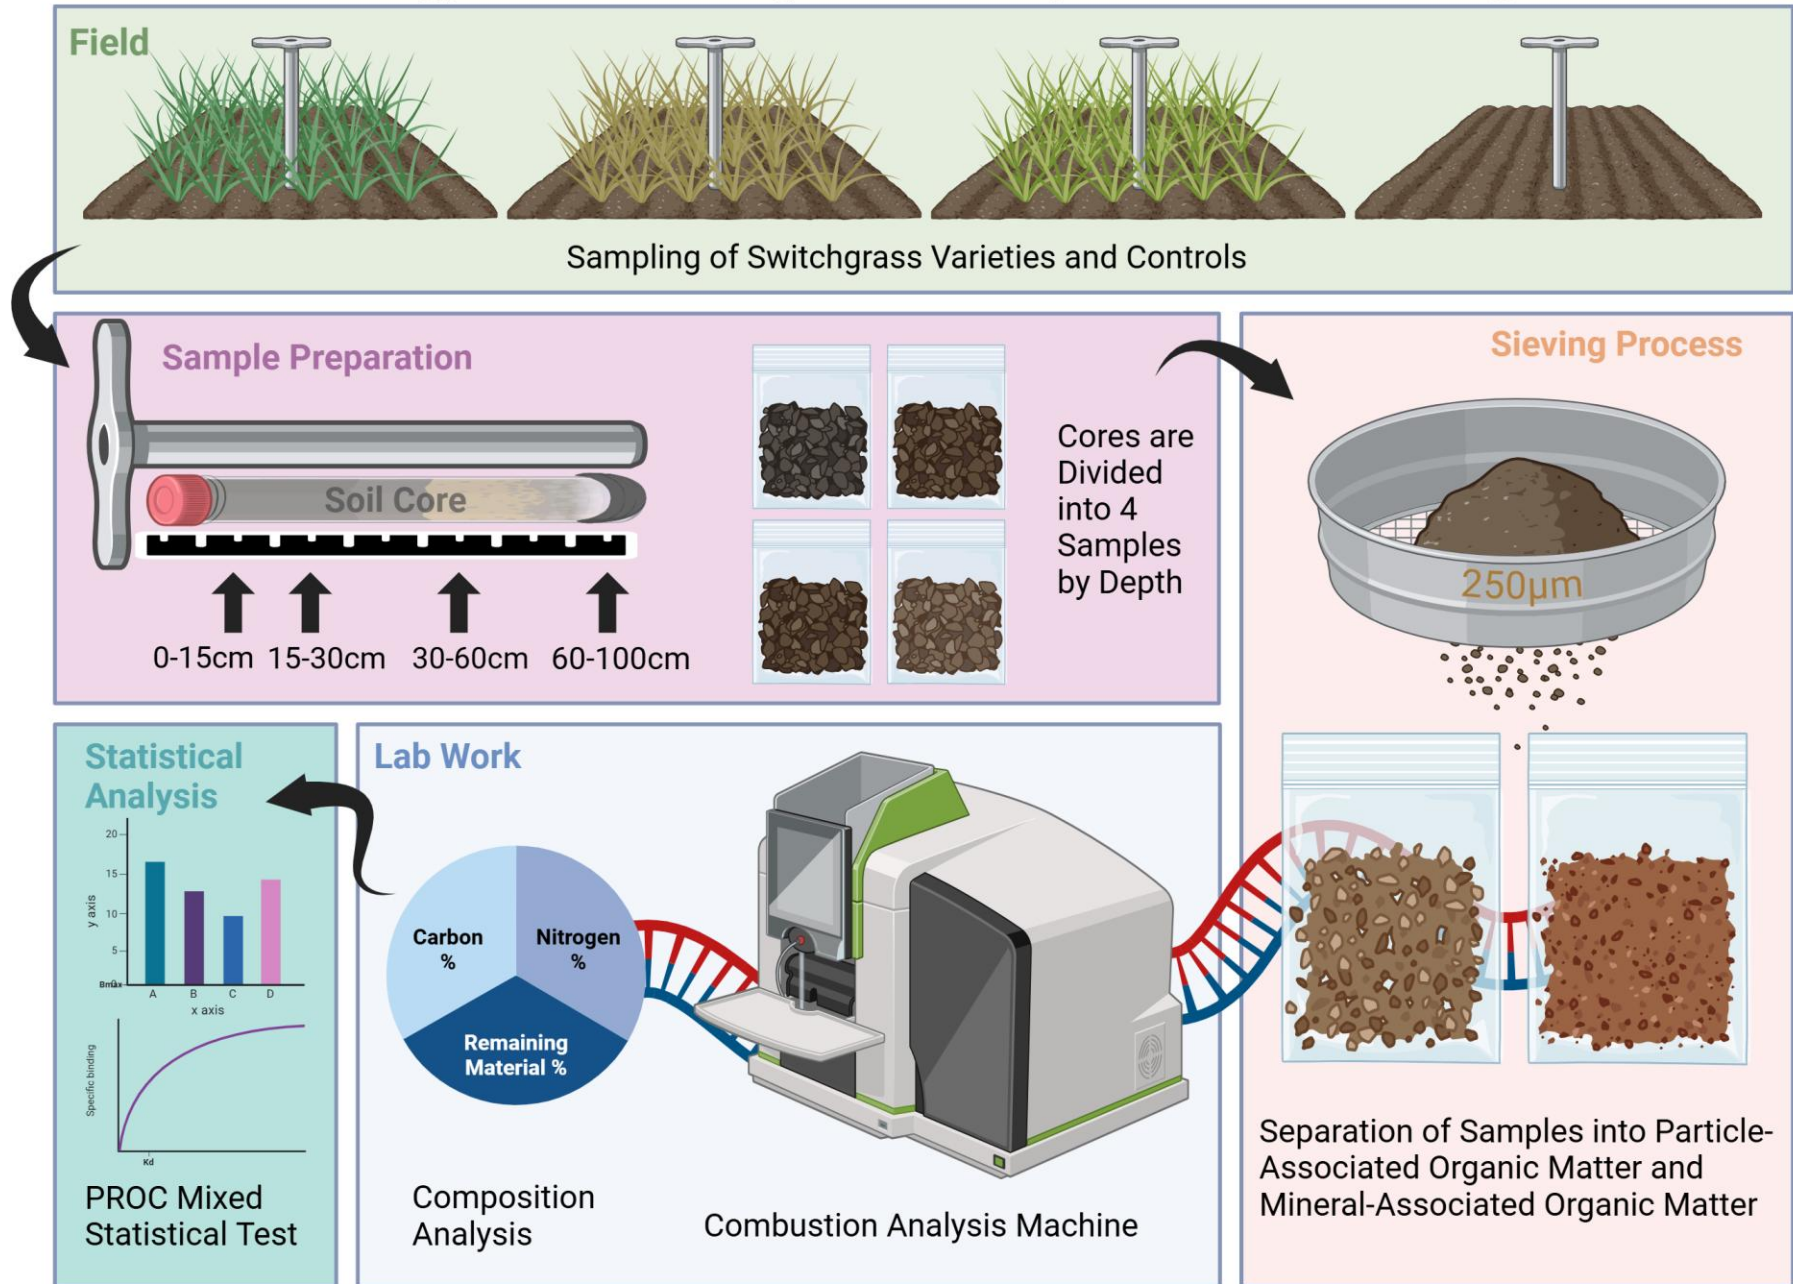 Field
Sampling of Switchgrass Varieties and Controls
Sample Preparation
Soil Core
0-15cm 15-30cm 30-60cm 60-100cm
Cores are
Divided
into 4
Samples
by Depth
Sieving Process
250µm
Separation of Samples into Particle-
Associated Organic Matter and
Mineral-Associated Organic Matter
Lab Work
Carbon
%
Nitrogen
%
Remaining
Material %
Composition
Analysis
Combustion Analysis Machine
Statistical
Analysis
20
15
10
5
0
Bmax
y axis
A B C D
x axis
Specific binding
Kd
PROC Mixed
Statistical Test